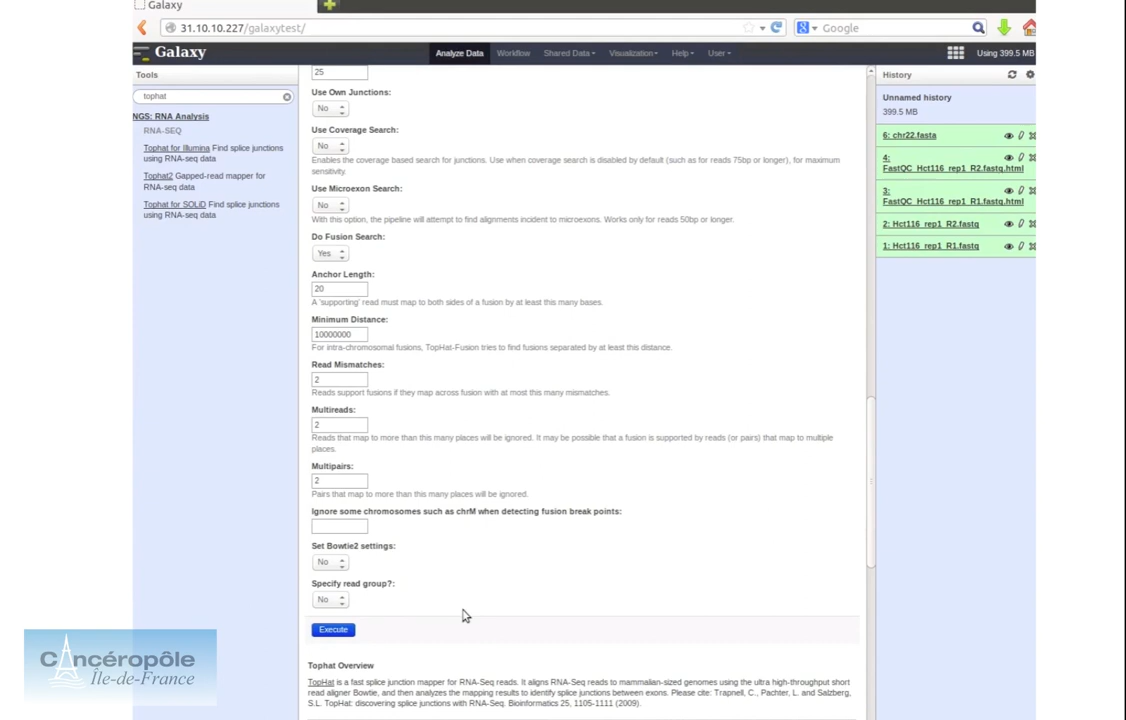 Galaxy
31.10.10.227/galaxytest/
Google
Galaxy
Analyze Data
Workflow
Shared Data
Visualization
Help
User
Using 399.5 MB
Tools
tophat
NGS: RNA Analysis
RNA-SEQ
Tophat for Illumina Find splice junctions
using RNA-seq data
Tophat2 Gapped-read mapper for
RNA-seq data
Tophat for SOLiD Find splice junctions
using RNA-seq data
25
Use Own Junctions:
No
Use Coverage Search:
No
Enables the coverage based search for junctions. Use when coverage search is disabled by default (such as for reads 75bp or longer), for maximum
sensitivity.
Use Microexon Search:
No
With this option, the pipeline will attempt to find alignments incident to microexons. Works only for reads 50bp or longer.
Do Fusion Search:
Yes
Anchor Length:
20
A 'supporting' read must map to both sides of a fusion by at least this many bases.
Minimum Distance:
10000000
For intra-chromosomal fusions, TopHat-Fusion tries to find fusions separated by at least this distance.
Read Mismatches:
2
Reads support fusions if they map across fusion with at most this many mismatches.
Multireads:
2
Reads that map to more than this many places will be ignored. It may be possible that a fusion is supported by reads (or pairs) that map to multiple
places.
Multipairs:
2
Pairs that map to more than this many places will be ignored.
Ignore some chromosomes such as chrM when detecting fusion break points:
Set Bowtie2 settings:
No
Specify read group?:
No
Execute
Tophat Overview
TopHat is a fast splice junction mapper for RNA-Seq reads. It aligns RNA-Seq reads to mammalian-sized genomes using the ultra high-throughput short
read aligner Bowtie, and then analyzes the mapping results to identify splice junctions between exons. Please cite: Trapnell, C., Pachter, L. and Salzberg,
S.L. TopHat: discovering splice junctions with RNA-Seq. Bioinformatics 25, 1105-1111 (2009).
History
Unnamed history
399.5 MB
6: chr22.fasta
4:
FastQC_Hct116_rep1_R2.fastq.html
3:
FastQC_Hct116_rep1_R1.fastq.html
2: Hct116_rep1_R2.fastq
1: Hct116_rep1_R1.fastq
Cancéropôle
Île-de-France